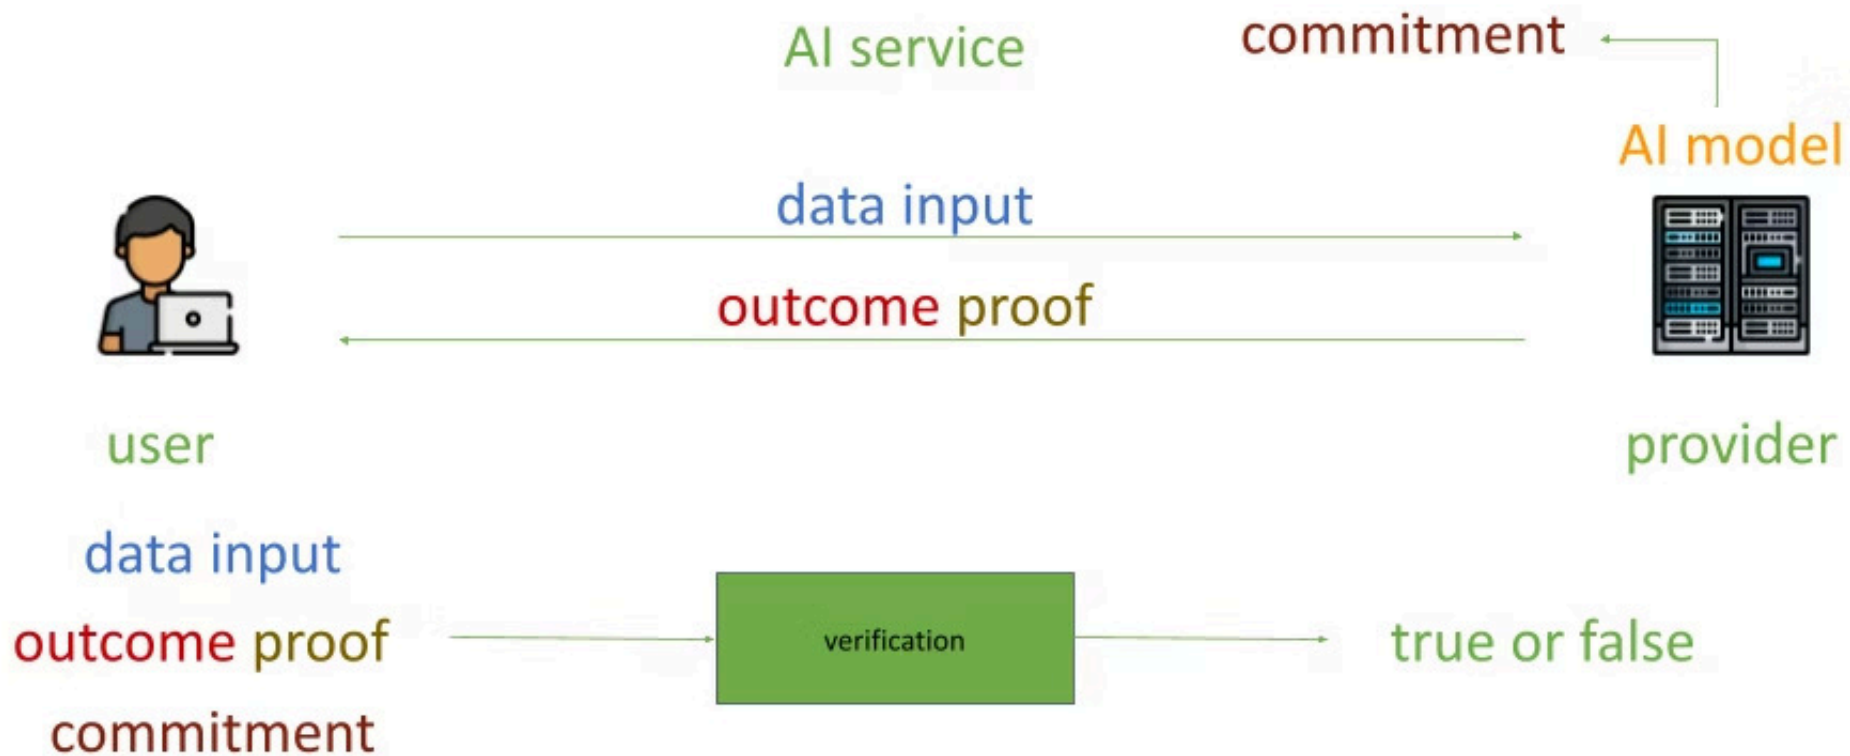 AI service
commitment
AI model
data input
outcome proof
user
provider
data input
outcome proof
commitment
verification
true or false